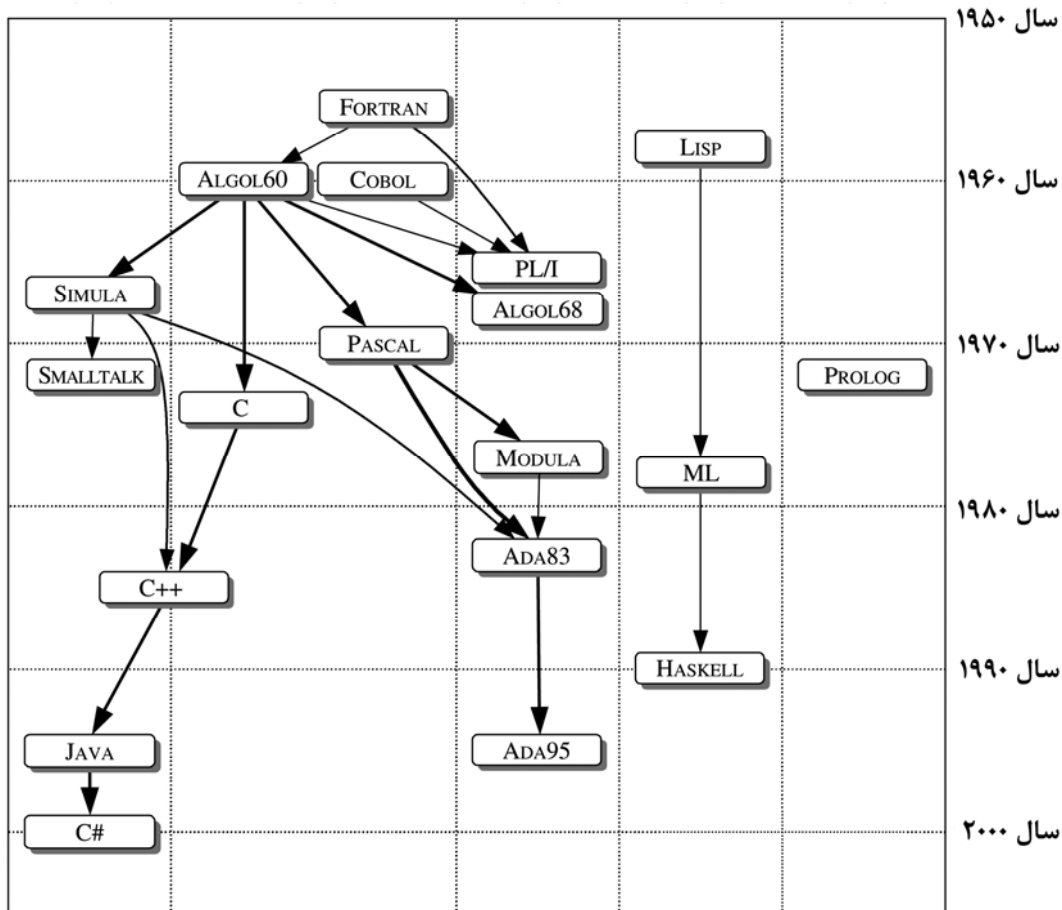 سال ۱۹۵۰
FORTRAN
LISP
ALGOL60
COBOL
سال ۱۹۶۰
PL/I
SIMULA
ALGOL68
PASCAL
سال ۱۹۷۰
SMALLTALK
PROLOG
C
MODULA
ML
سال ۱۹۸۰
ADA83
C++
HASKELL
سال ۱۹۹۰
JAVA
ADA95
C#
سال ۲۰۰۰